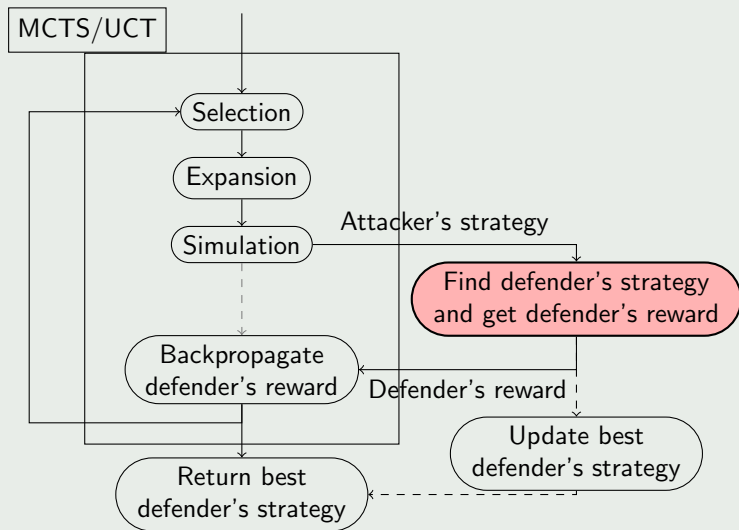 MCTS/UCT
Selection
Expansion
Simulation
Attacker's strategy
Find defender's strategy
and get defender's reward
Backpropagate
defender's reward
Defender's reward
Update best
defender's strategy
Return best
defender's strategy